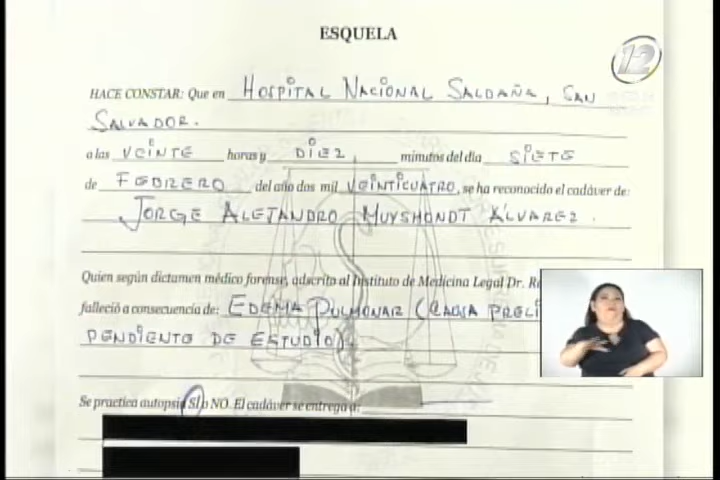 ESQUELA
12
HACE CONSTAR: Que en HOSPITAL NACIONAL SALDAÑA, SAN
SALVADOR.
a las VEINTE horas y DIEZ minutos del día SIETE
de FEBRERO del año dos mil VEINTICUATRO, se ha reconocido el cadáver de:
JORGE ALEJANDRO MUYSHONDT ÁLVAREZ.
Quien según dictamen médico forense, adscrito al Instituto de Medicina Legal Dr. Ro
falleció a consecuencia de: EDEMA PULMONAR (CAUSA PRELI
PENDIENTE DE ESTUDIO).
Se practica autopsia SI o NO. El cadáver se entrega a: